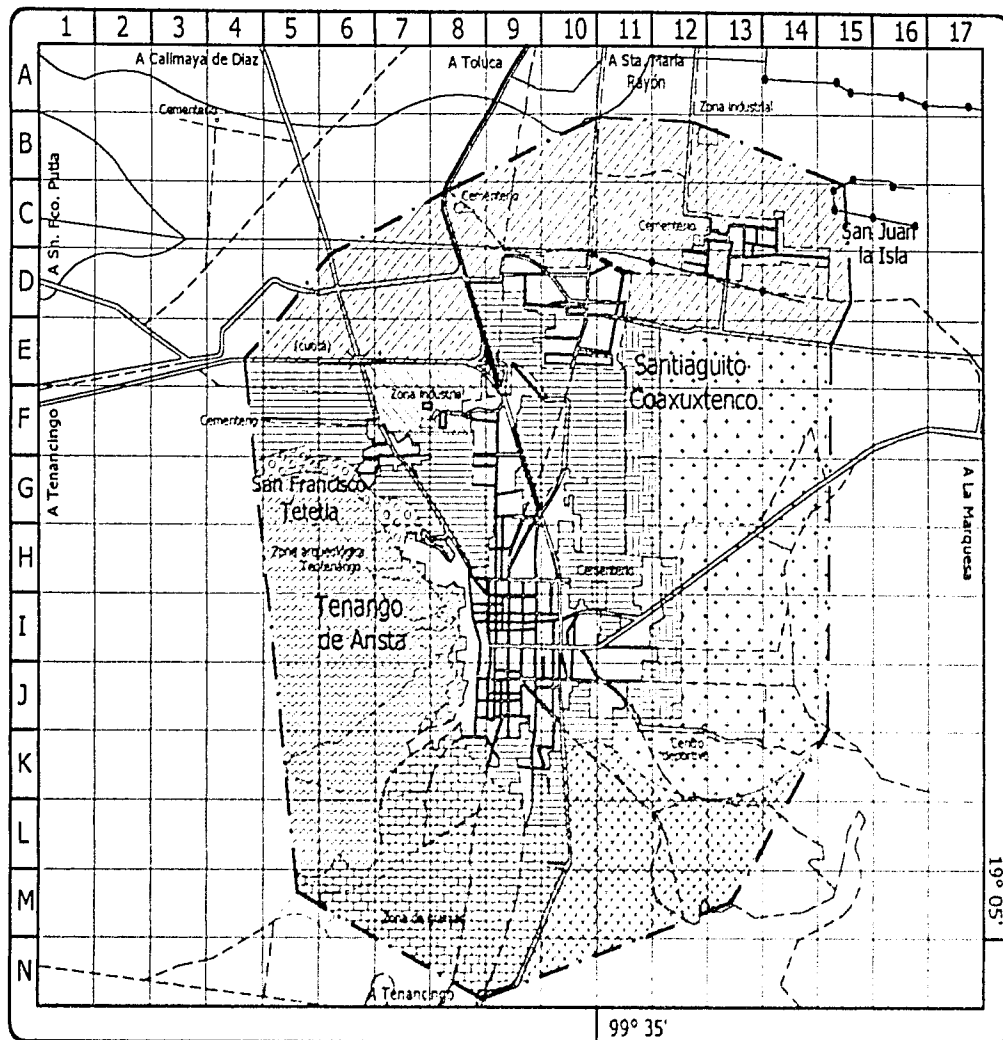 1 2 3 4 5 6 7 8 9 10 11 12 13 14 15 16 17
A
B
C
D
E
F
G
H
I
J
K
L
M
N
A Calimaya de Diaz
A Toluca
A Sta. María
Rayón
Cementerio
Zona industrial
A Sn. Fco. Putla
Cementerio
Cementerio
San Juan
la Isla
(cuota)
Santiaguito
Coaxuxtenco
Zona industrial
Cementerio
A Tenancingo
San Francisco
Tetetla
A La Marquesa
Zona arqueológica
Teotenango
Cementerio
Tenango
de Arista
Centro
deportivo
19° 05'
Zona de
A Tenancingo
99° 35'